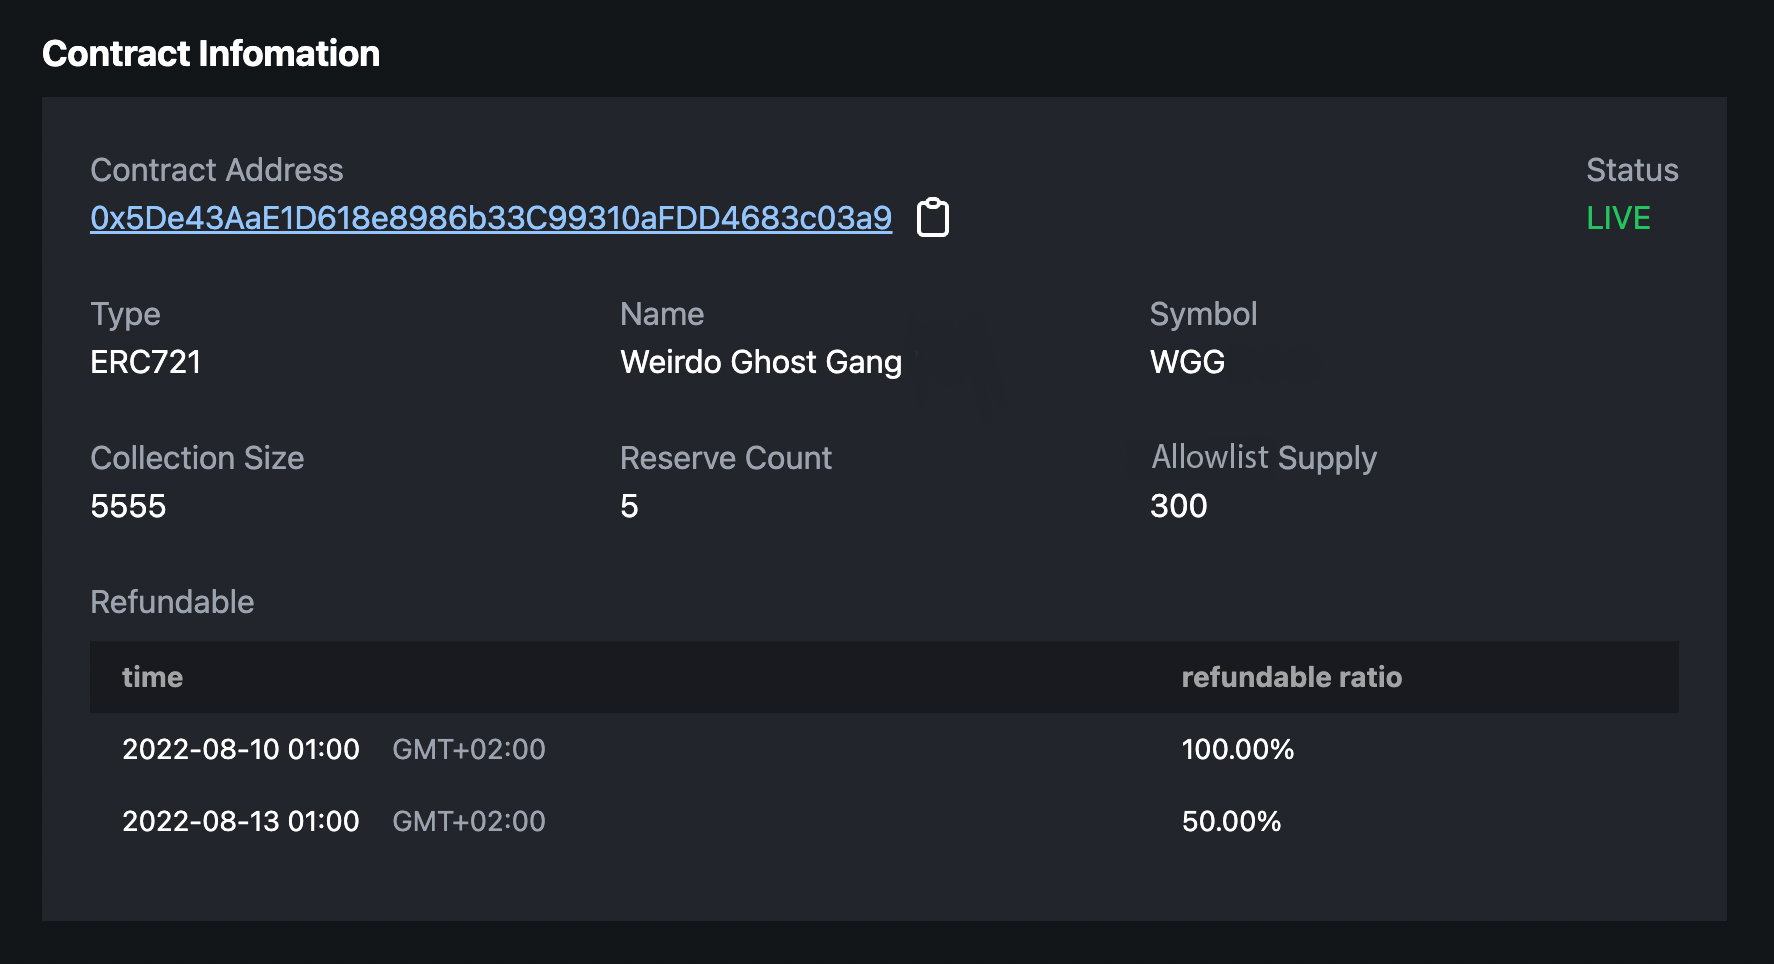 Contract Infomation
Contract Address
Status
0x5De43AaE1D618e8986b33C99310aFDD4683c03a9
LIVE
Type
Name
Symbol
ERC721
Weirdo Ghost Gang
WGG
Collection Size
Reserve Count
Allowlist Supply
5555
5
300
Refundable
time
refundable ratio
2022-08-10 01:00 GMT+02:00
100.00%
2022-08-13 01:00 GMT+02:00
50.00%